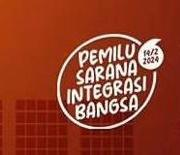 PEMILU
14/2
2024
SARANA
INTEGRASI
BANGSA